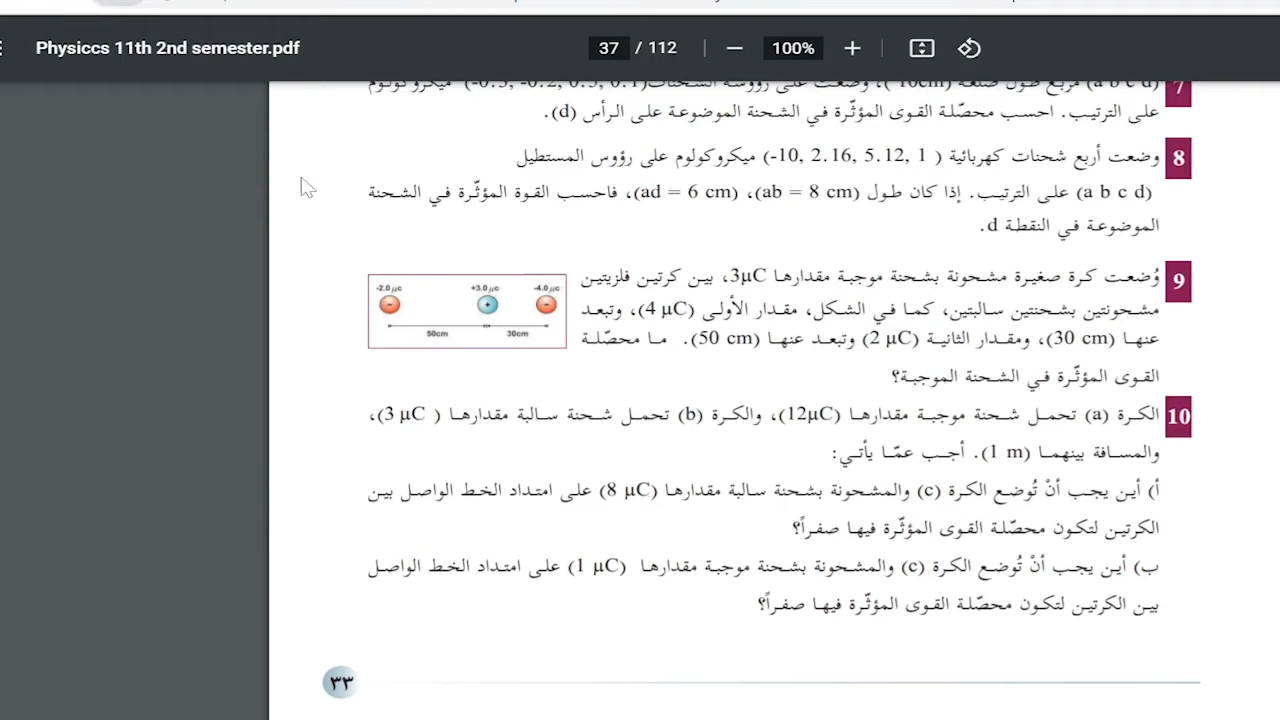 Physiccs 11th 2nd semester.pdf
37 / 112
100%
7
على الترتيب. احسب محصّلة القوى المؤثّرة في الشحنة الموضوعة على الرأس (d).
8
وضعت أربع شحنات كهربائية ( 1 ,5.12 ,2.16 ,10-) ميكروكولوم على رؤوس المستطيل
(a b c d) على الترتيب. إذا كان طول (ab = 8 cm)، (ad = 6 cm)، فاحسب القوة المؤثّرة في الشحنة
الموضوعة في النقطة d.
9
وُضعت كرة صغيرة مشحونة بشحنة موجبة مقدارها 3μC، بين كرتين فلزيتين
مشحونتين بشحنتين سالبتين، كما في الشكل، مقدار الأولى (4 μC)، وتبعد
عنها (30 cm)، ومقدار الثانية (2 μC) وتبعد عنها (50 cm). ما محصّلة
القوى المؤثّرة في الشحنة الموجبة؟
-2.0 μc +3.0 μc -4.0 μc
50cm 30cm
10
الكرة (a) تحمل شحنة موجبة مقدارها (12μC)، والكرة (b) تحمل شحنة سالبة مقدارها (3 μC )،
والمسافة بينهما (1 m). أجب عمّا يأتي:
أ) أين يجب أنْ تُوضع الكرة (c) والمشحونة بشحنة سالبة مقدارها (8 μC) على امتداد الخط الواصل بين
الكرتين لتكون محصّلة القوى المؤثّرة فيها صفراً؟
ب) أين يجب أنْ تُوضع الكرة (c) والمشحونة بشحنة موجبة مقدارها (1 μC) على امتداد الخط الواصل
بين الكرتين لتكون محصّلة القوى المؤثّرة فيها صفراً؟
٣٣